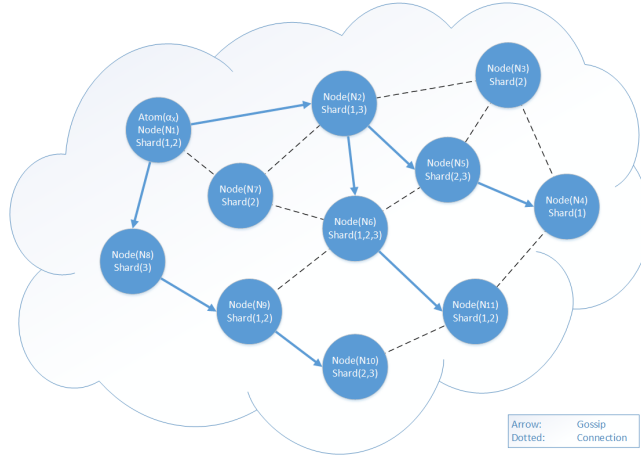 Node(N3)
Shard(2)
Node(N2)
Shard(1,3)
Atom(αx)
Node(N1)
Shard(1,2)
Node(N5)
Shard(2,3)
Node(N7)
Shard(2)
Node(N4)
Shard(1)
Node(N6)
Shard(1,2,3)
Node(N8)
Shard(3)
Node(N9)
Shard(1,2)
Node(N11)
Shard(1,2)
Node(N10)
Shard(2,3)
Arrow: Gossip
Dotted: Connection